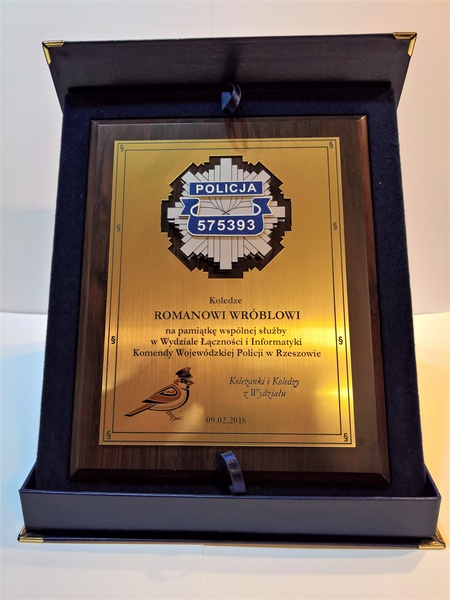 POLICJA
575393
Koledze
ROMANOWI WRÓBLOWI
na pamiątkę wspólnej służby
w Wydziale Łączności i Informatyki
Komendy Wojewódzkiej Policji w Rzeszowie
Koleżanki i Koledzy
z Wydziału
09.02.2018